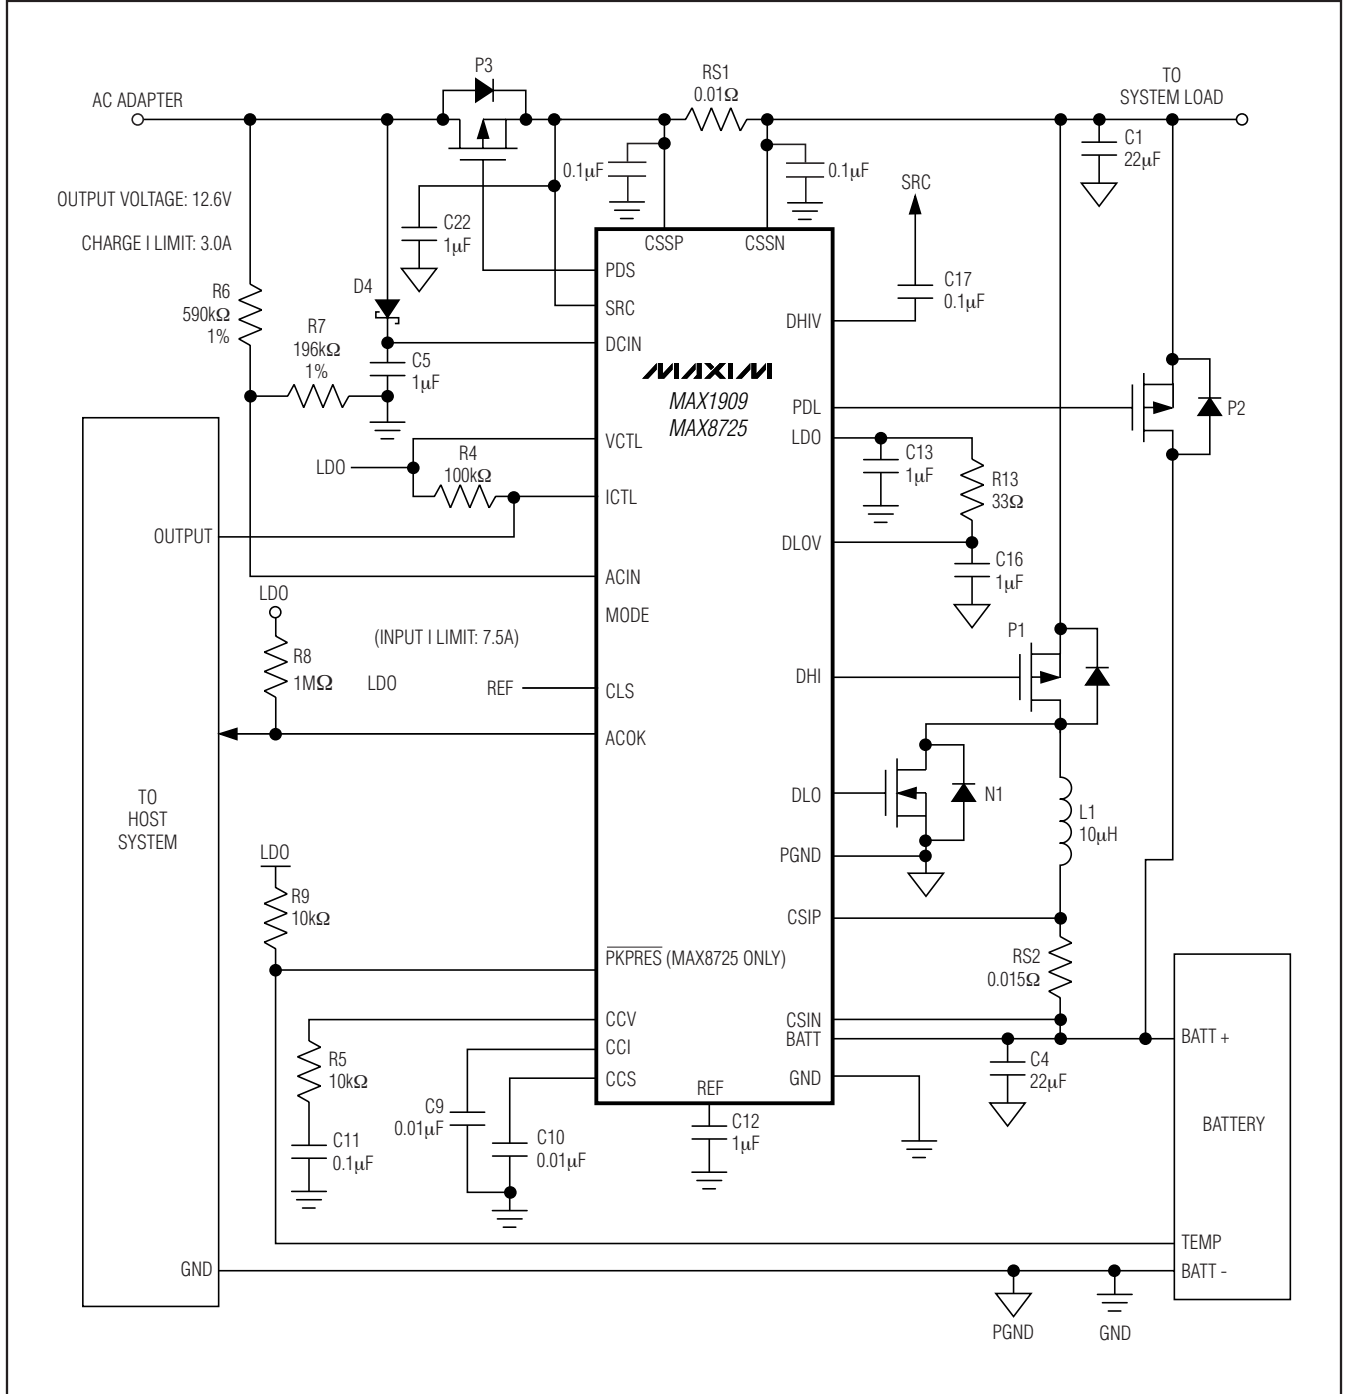 P3
RS1
0.01Ω
TO
SYSTEM LOAD
AC ADAPTER
C1
22µF
0.1µF
0.1µF
SRC
OUTPUT VOLTAGE: 12.6V
CHARGE I LIMIT: 3.0A
C22
1µF
CSSP
CSSN
PDS
C17
0.1µF
D4
R6
590kΩ
1%
SRC
DHIV
R7
196kΩ
1%
DCIN
C5
1µF
MAXIM
MAX1909
MAX8725
PDL
P2
LDO
VCTL
LDO
R4
100kΩ
C13
1µF
R13
33Ω
ICTL
OUTPUT
DLOV
C16
1µF
ACIN
LDO
MODE
(INPUT I LIMIT: 7.5A)
P1
R8
1MΩ
LDO
REF
CLS
DHI
ACOK
TO
HOST
SYSTEM
DLO
N1
L1
10µH
LDO
PGND
R9
10kΩ
CSIP
PKPRES (MAX8725 ONLY)
RS2
0.015Ω
CCV
CSIN
BATT
BATT +
CCI
R5
10kΩ
C4
22µF
CCS
REF
GND
C9
0.01µF
C10
0.01µF
C12
1µF
BATTERY
C11
0.1µF
TEMP
GND
BATT -
PGND
GND